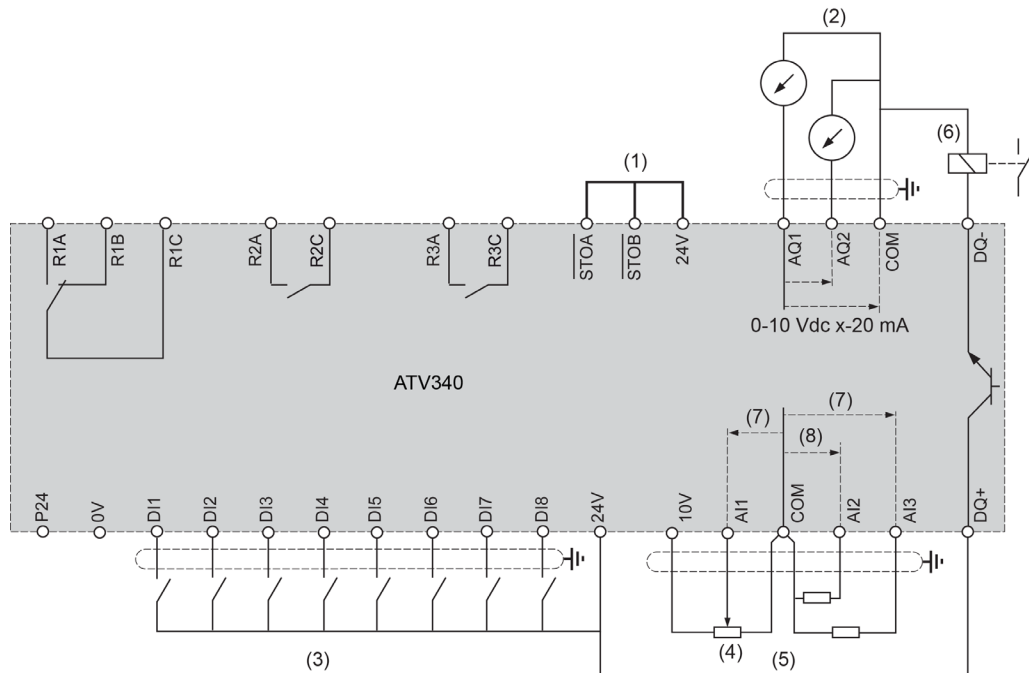 (2)
(6)
(1)
R1A R1B R1C R2A R2C R3A R3C STOA STOB 24V AQ1 AQ2 COM DQ-
0-10 Vdc x-20 mA
ATV340
(7) (7)
(8)
P24 0V DI1 DI2 DI3 DI4 DI5 DI6 DI7 DI8 24V 10V AI1 COM AI2 AI3 DQ+
(3) (4) (5)